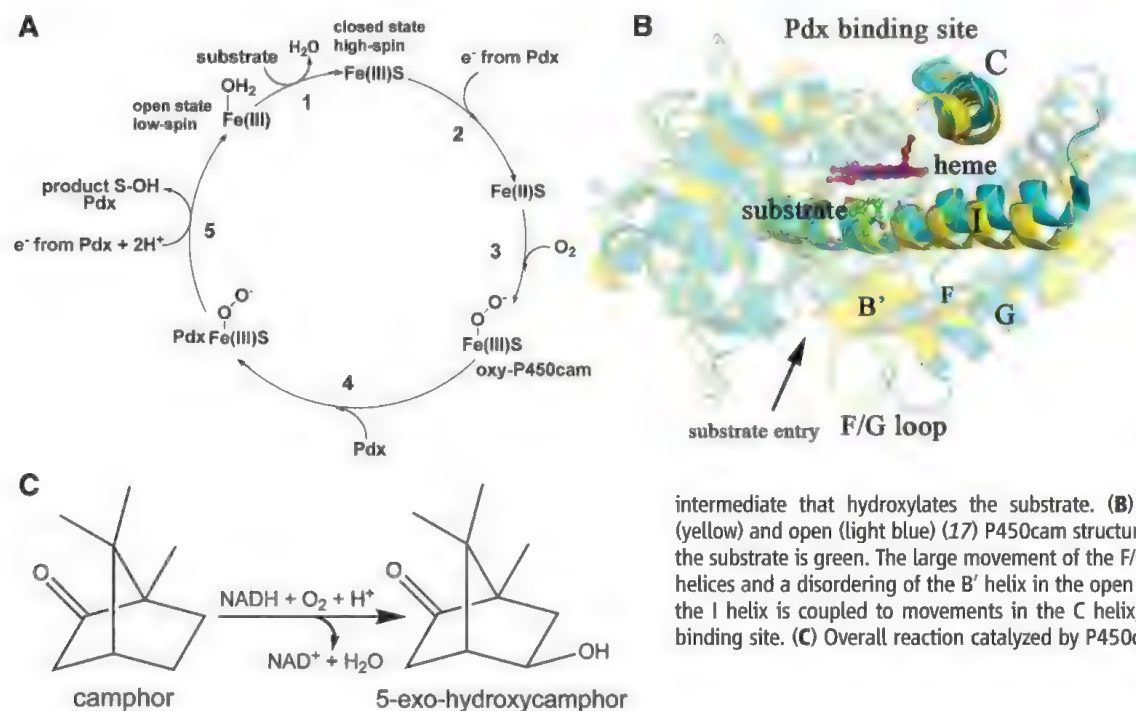 A
substrate
H₂O
closed state
high-spin
Fe(III)S
e⁻ from Pdx
OH₂
Fe(III)
open state
low-spin
1
2
Fe(II)S
3
O₂
O⁻
O
Fe(III)S
oxy-P450cam
4
Pdx
O⁻
O
Pdx Fe(III)S
5
product S-OH
Pdx
e⁻ from Pdx + 2H⁺
B
Pdx binding site
C
heme
substrate
I
B'
F
G
substrate entry
F/G loop
C
O
camphor
NADH + O₂ + H⁺
NAD⁺ + H₂O
O
OH
5-exo-hydroxycamphor
intermediate that hydroxylates the substrate. (B)
(yellow) and open (light blue) (17) P450cam structur
the substrate is green. The large movement of the F/
helices and a disordering of the B′ helix in the open
the I helix is coupled to movements in the C helix,
binding site. (C) Overall reaction catalyzed by P450c